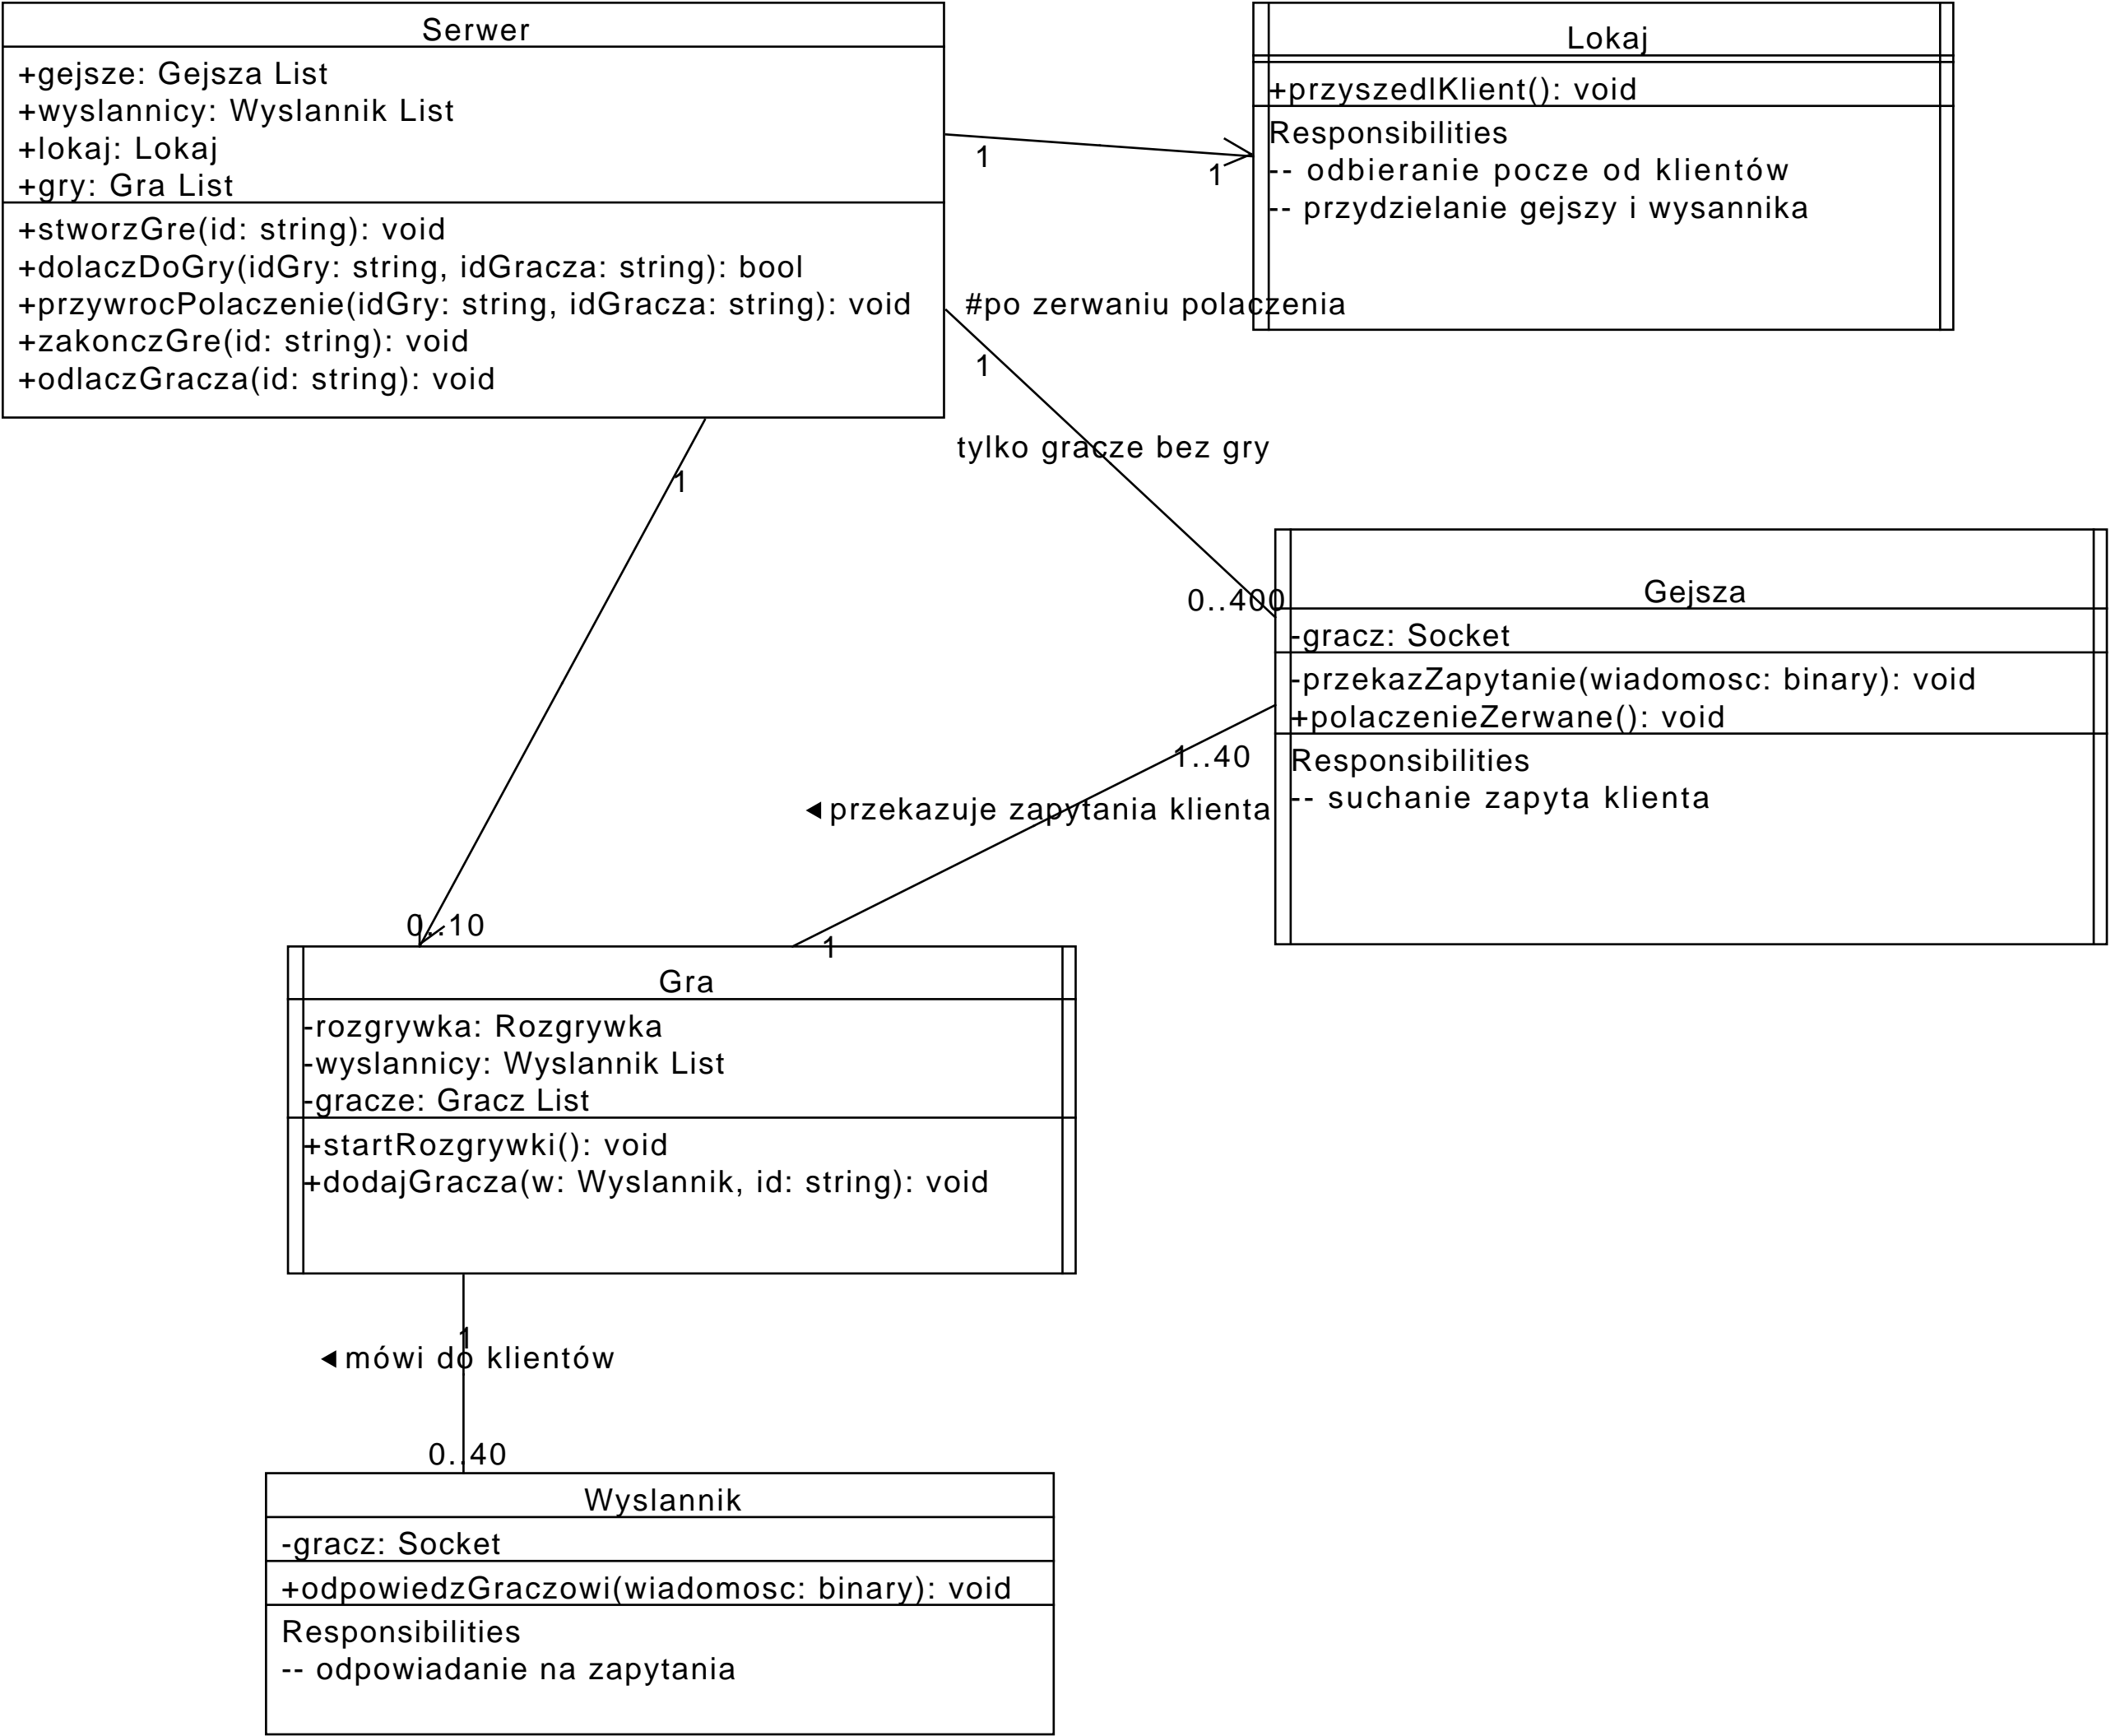 Serwer
+gejsze: Gejsza List
+wyslannicy: Wyslannik List
+lokaj: Lokaj
+gry: Gra List
+stworzGre(id: string): void
+dolaczDoGry(idGry: string, idGracza: string): bool
+przywrocPolaczenie(idGry: string, idGracza: string): void
#po zerwaniu polaczenia
+zakonczGre(id: string): void
+odlaczGracza(id: string): void
Lokaj
+przyszedlKlient(): void
Responsibilities
-- odbieranie pocze od klientów
-- przydzielanie gejszy i wysannika
1
1
1
tylko gracze bez gry
0..400
1
0..10
Gejsza
-gracz: Socket
-przekazZapytanie(wiadomosc: binary): void
+polaczenieZerwane(): void
Responsibilities
-- suchanie zapyta klienta
1..40
◀przekazuje zapytania klienta
1
Gra
-rozgrywka: Rozgrywka
-wyslannicy: Wyslannik List
-gracze: Gracz List
+startRozgrywki(): void
+dodajGracza(w: Wyslannik, id: string): void
1
◀mówi do klientów
0..40
Wyslannik
-gracz: Socket
+odpowiedzGraczowi(wiadomosc: binary): void
Responsibilities
-- odpowiadanie na zapytania